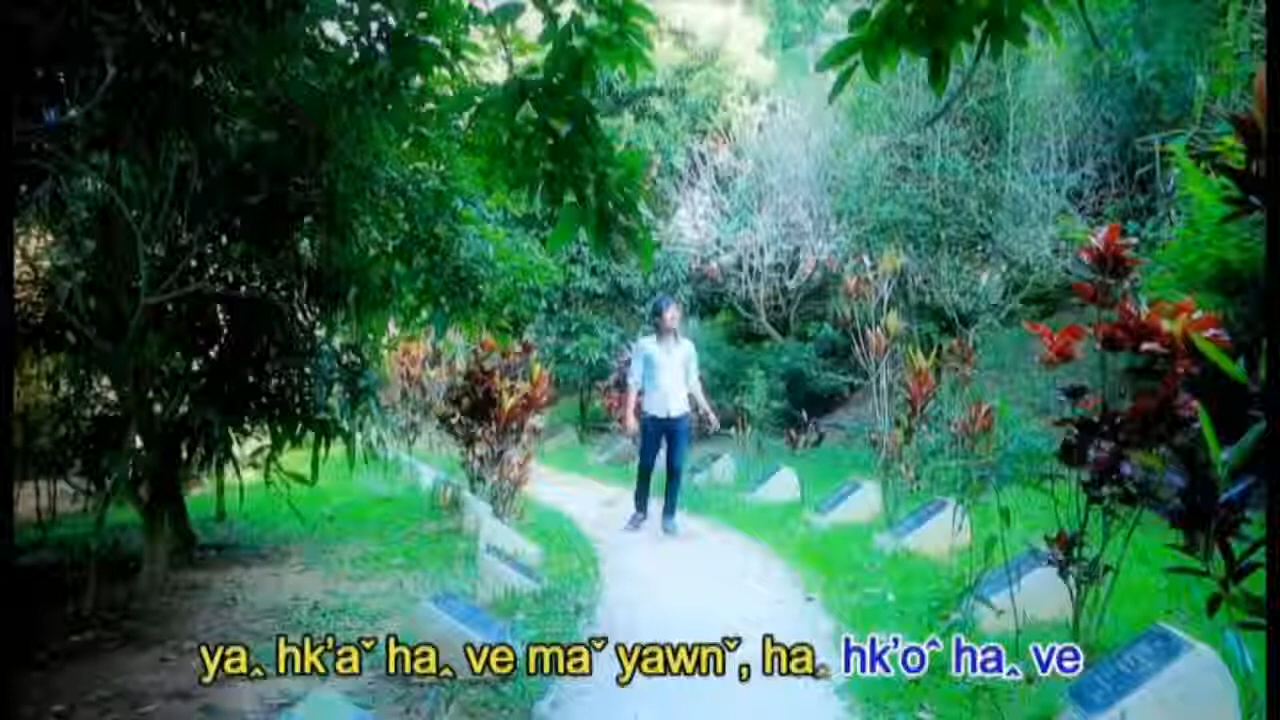 ya‸ hk'aˇ ha‸ ve maˇ yawnˇ, ha‸ hk'oˆ ha‸ ve